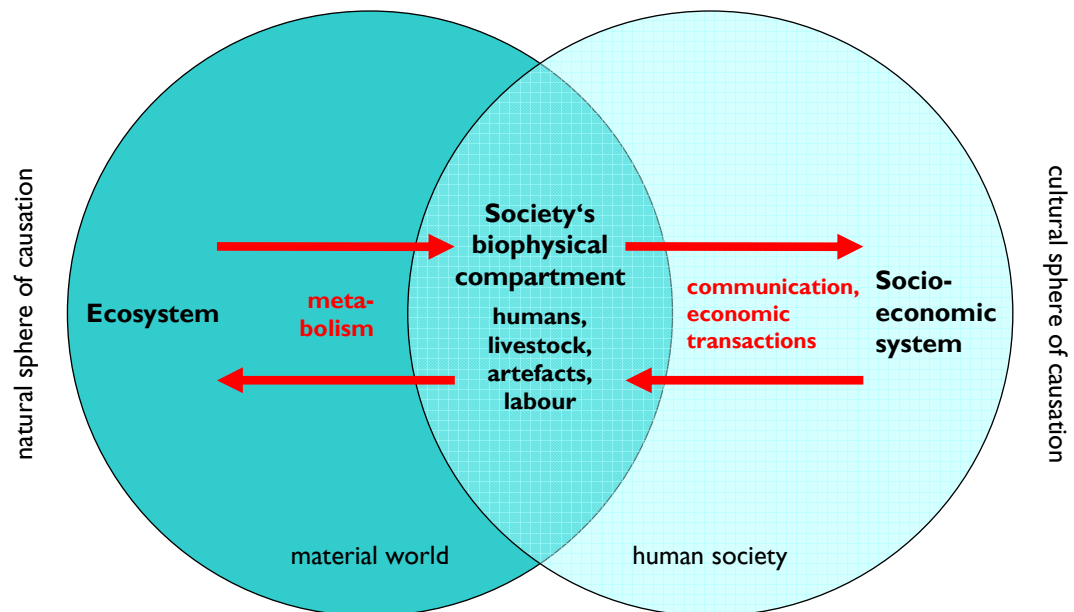 natural sphere of causation
Ecosystem
meta-
bolism
Society‘s
biophysical
compartment
humans,
livestock,
artefacts,
labour
communication,
economic
transactions
Socio-
economic
system
cultural sphere of causation
material world
human society